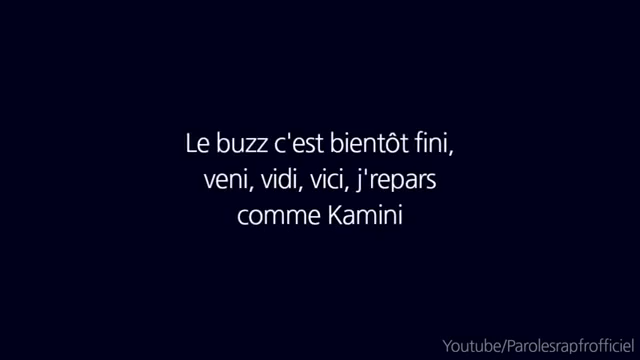 Le buzz c'est bientôt fini,
veni, vidi, vici, j'repars
comme Kamini
Youtube/Parolesrapfrofficiel